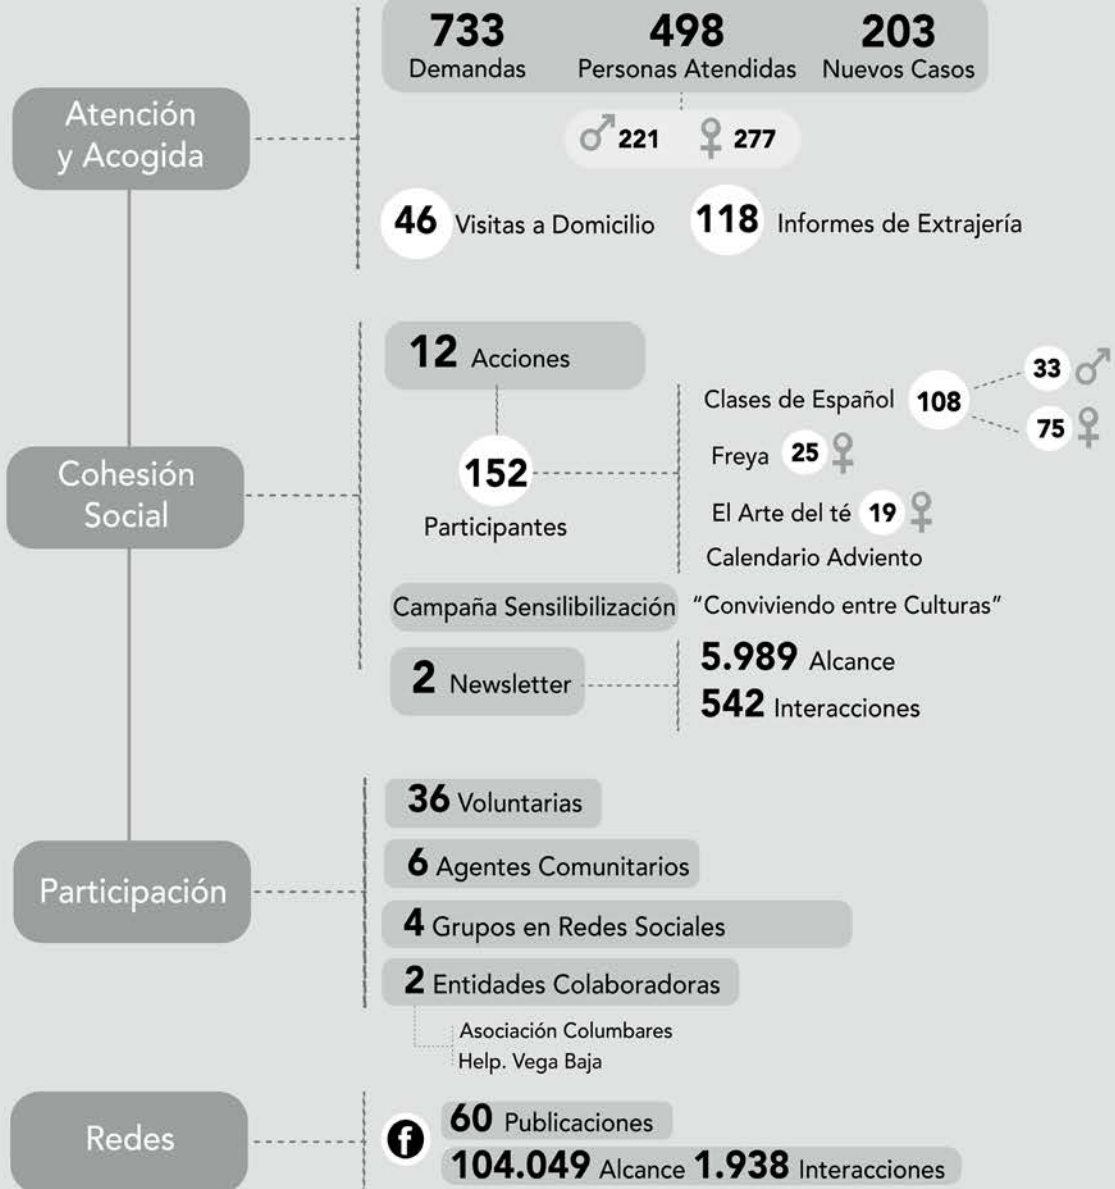 733 498 203
Demandas Personas Atendidas Nuevos Casos
Atención
y Acogida
221 277
46 Visitas a Domicilio 118 Informes de Extrajería
12 Acciones
152
Participantes
Clases de Español 108
33
75
Freya 25
El Arte del té 19
Calendario Adviento
Cohesión
Social
Campaña Sensilibilización "Conviviendo entre Culturas"
2 Newsletter
5.989 Alcance
542 Interacciones
Participación
36 Voluntarias
6 Agentes Comunitarios
4 Grupos en Redes Sociales
2 Entidades Colaboradoras
Asociación Columbares
Help. Vega Baja
Redes
f
60 Publicaciones
104.049 Alcance 1.938 Interacciones